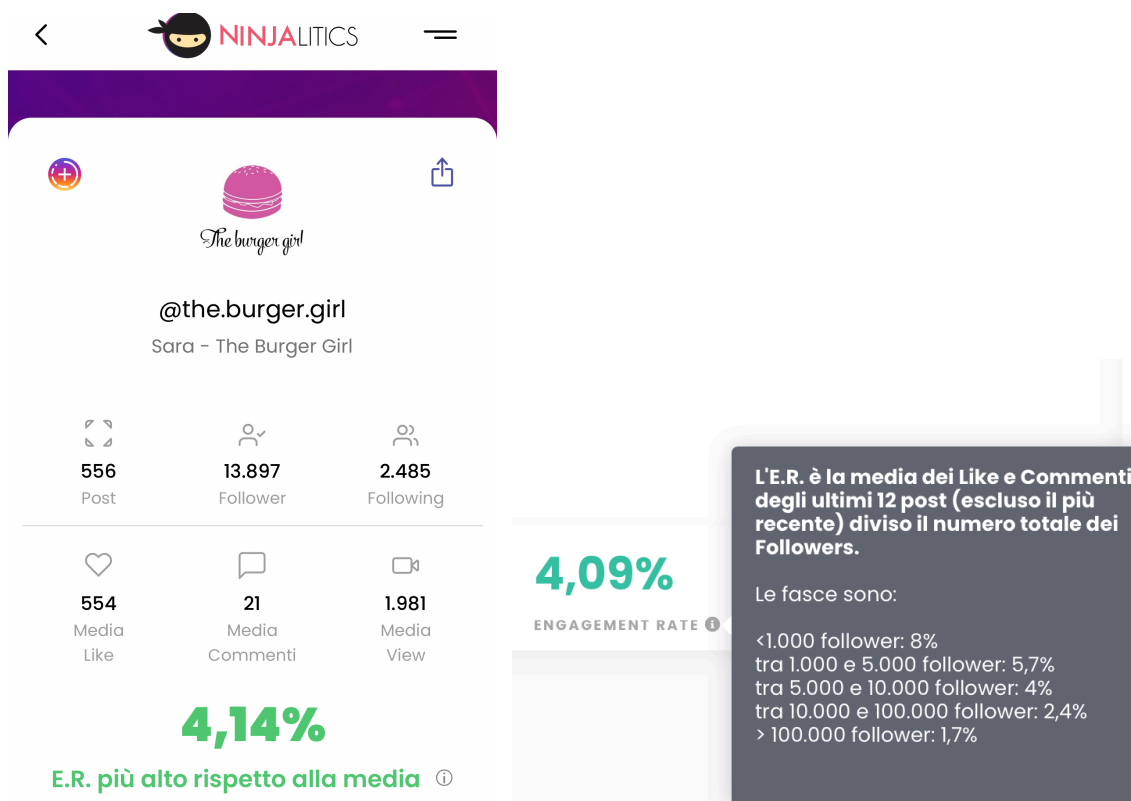 NINJALITICS
The burger girl
@the.burger.girl
Sara - The Burger Girl
556 13.897 2.485
Post Follower Following
554 21 1.981
Media Media Media
Like Commenti View
4,14%
E.R. più alto rispetto alla media
4,09%
ENGAGEMENT RATE
L'E.R. è la media dei Like e Commenti
degli ultimi 12 post (escluso il più
recente) diviso il numero totale dei
Followers.
Le fasce sono:
<1.000 follower: 8%
tra 1.000 e 5.000 follower: 5,7%
tra 5.000 e 10.000 follower: 4%
tra 10.000 e 100.000 follower: 2,4%
> 100.000 follower: 1,7%